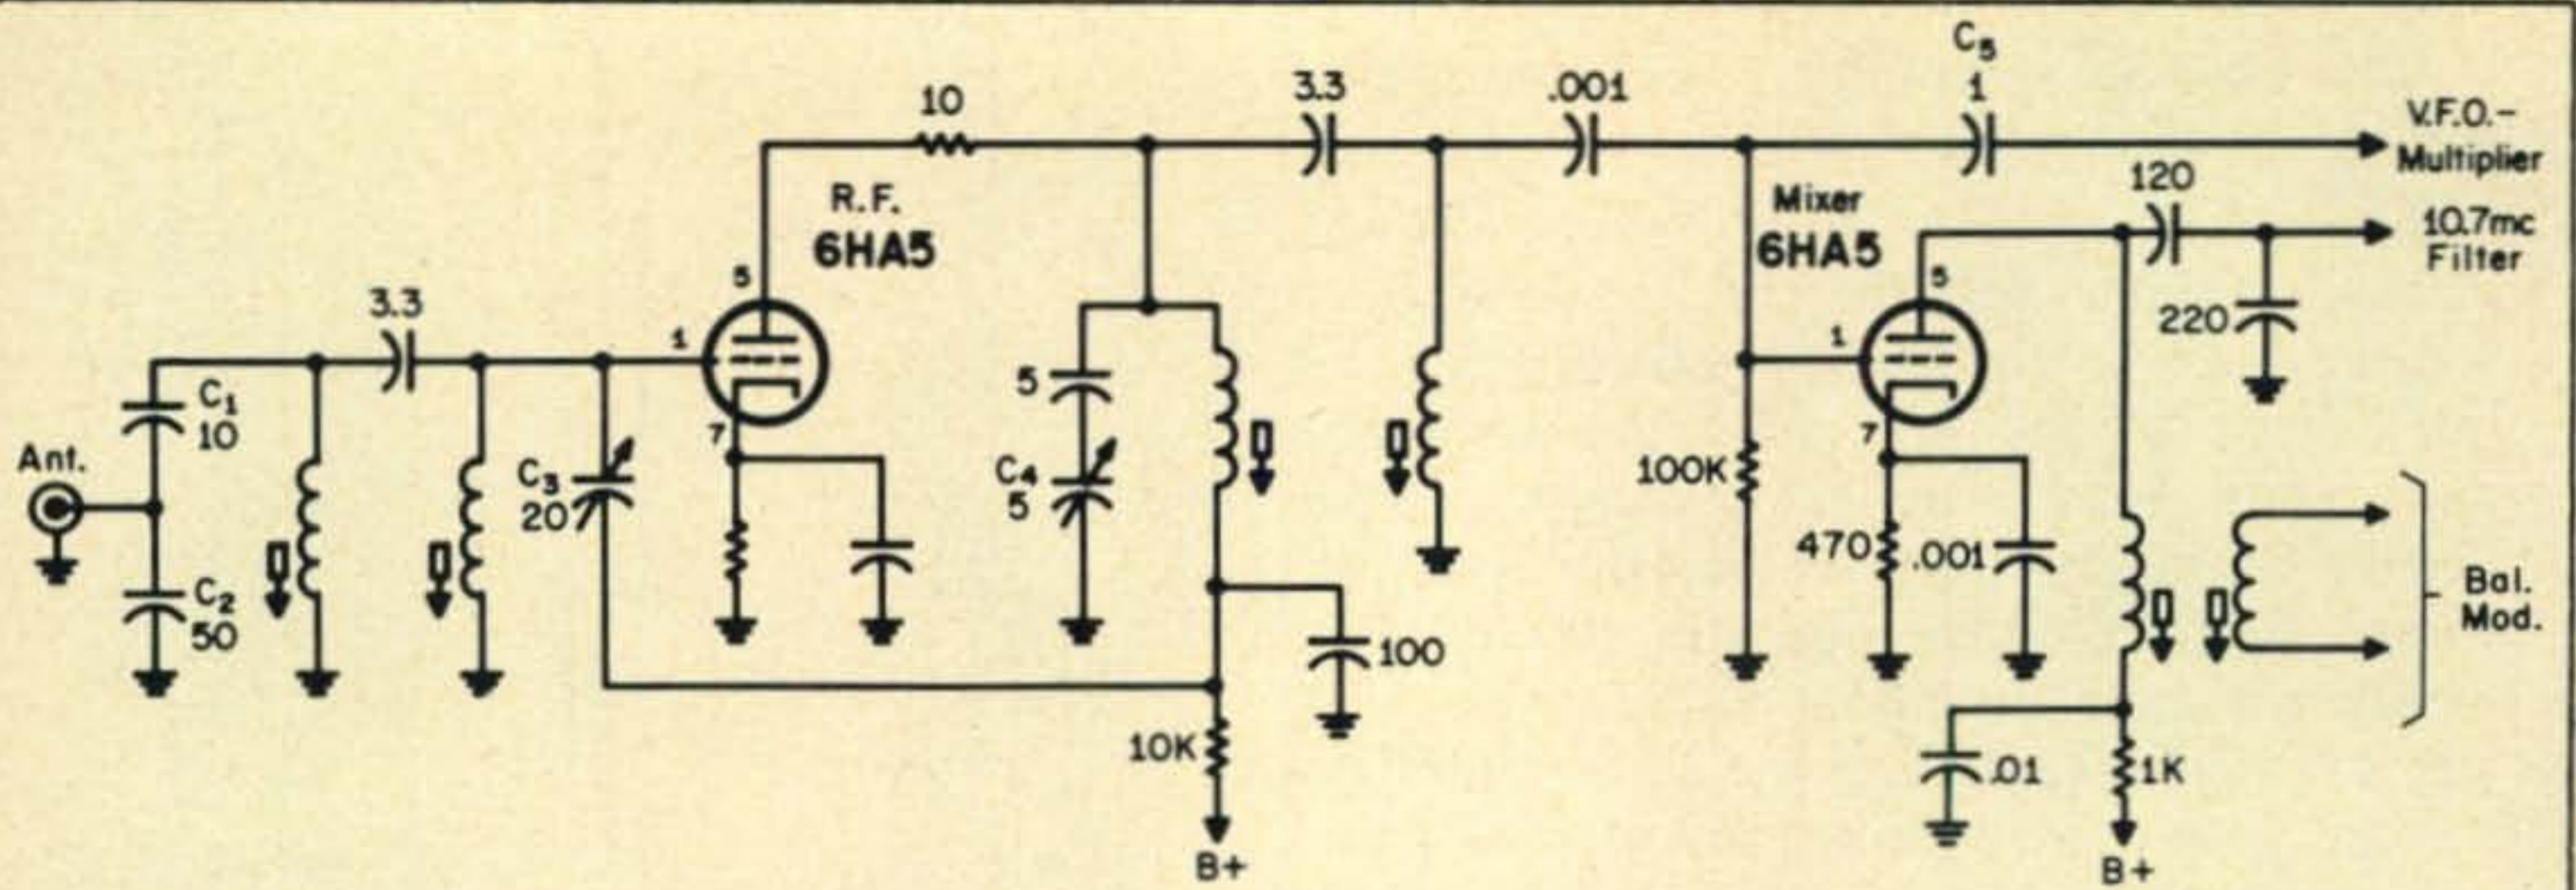 C5
1
3.3
.001
10
V.F.O.-
Multiplier
120
10.7mc
Filter
R.F.
6HA5
Mixer
6HA5
5
5
3.3
1
1
220
C1
10
5
7
7
Ant.
C3
20
C4
5
100K
470
.001
C2
50
Bal.
Mod.
100
10K
.01
1K
B+
B+